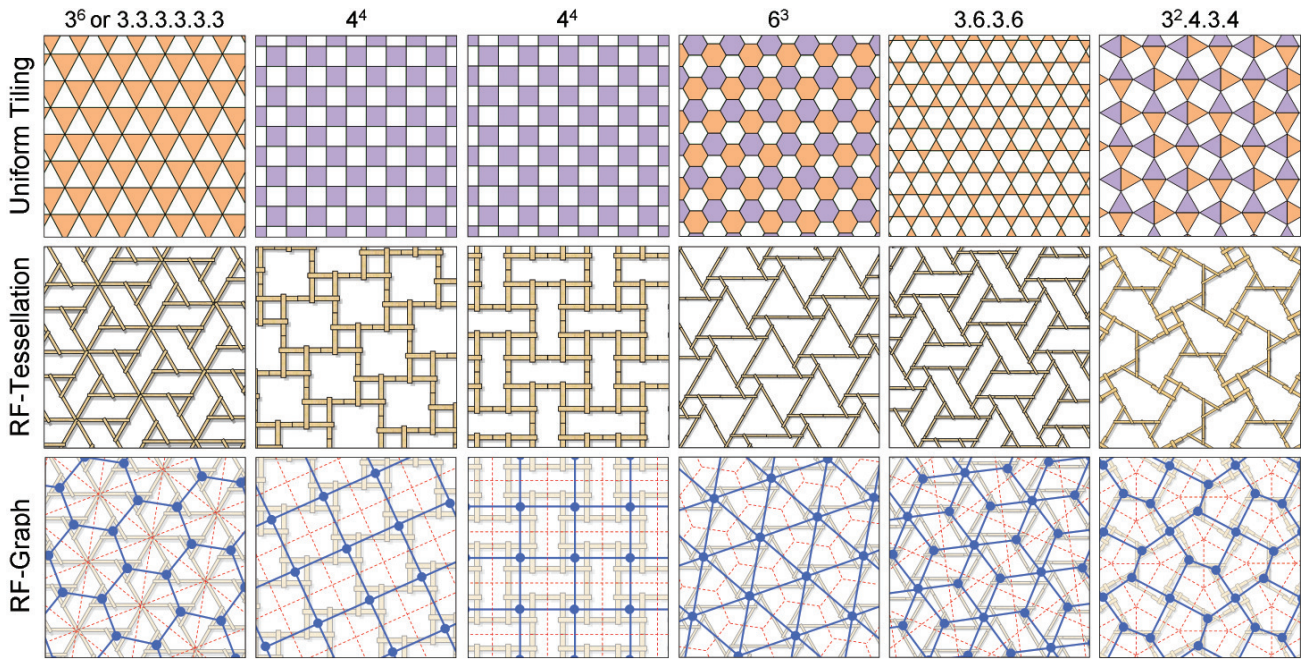 3⁶ or 3.3.3.3.3.3 4⁴ 4⁴ 6³ 3.6.3.6 3².4.3.4
Uniform Tiling
RF-Tessellation
RF-Graph